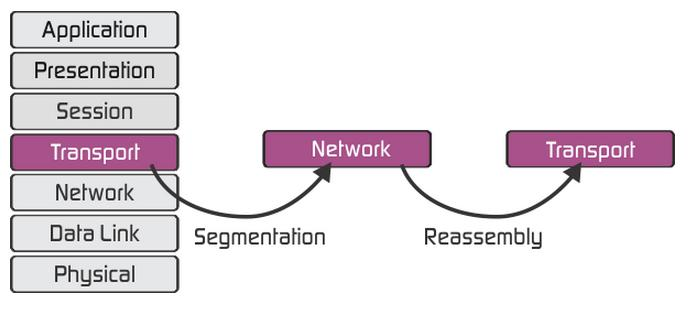 Application
Presentation
Session
Transport
Network
Data Link
Physical
Segmentation
Network
Reassembly
Transport